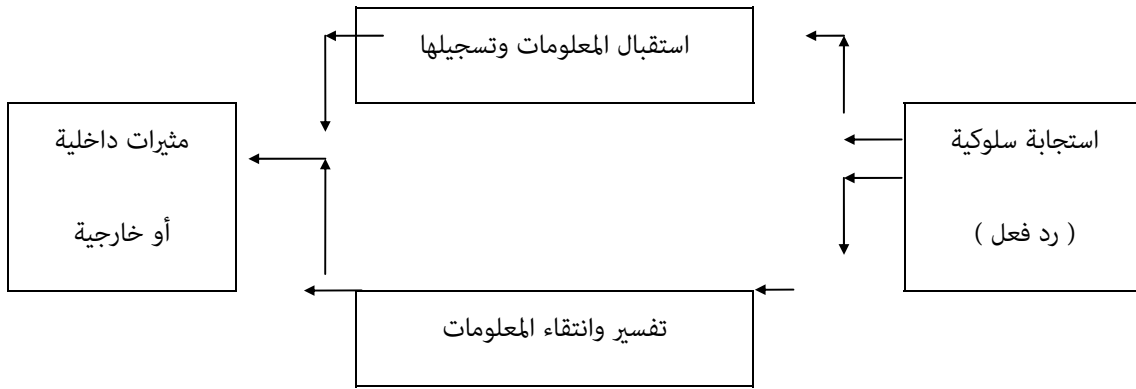 استقبال المعلومات وتسجيلها
استجابة سلوكية
( رد فعل )
مثيرات داخلية
أو خارجية
تفسير وانتقاء المعلومات